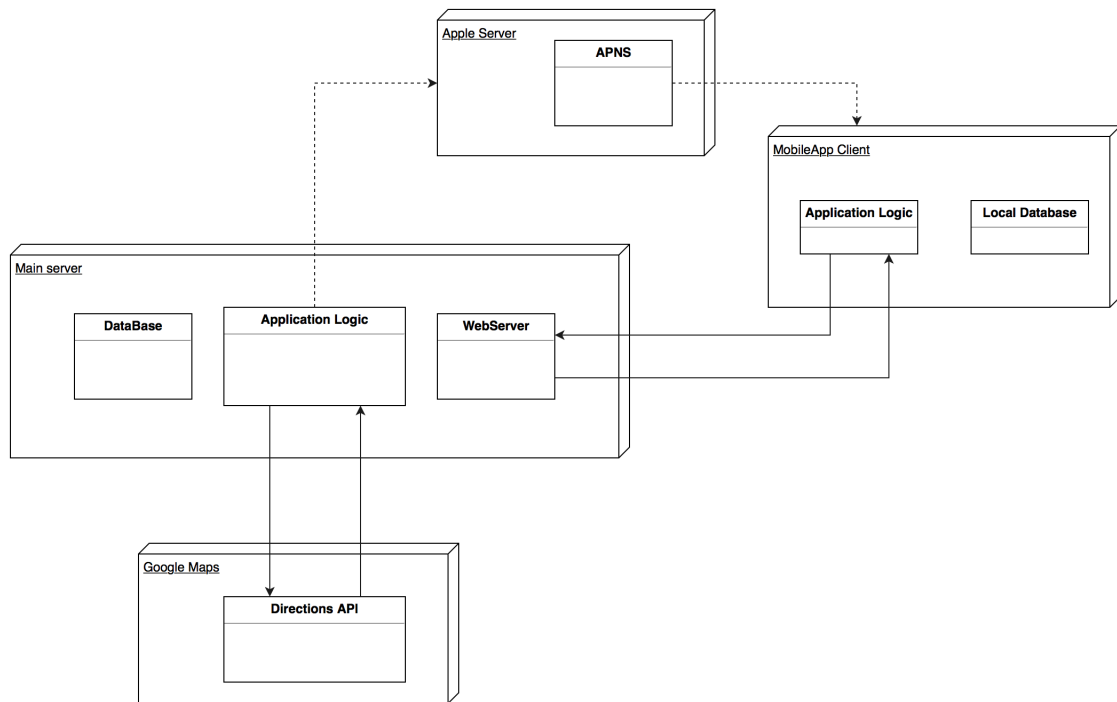 Apple Server
APNS
MobileApp Client
Application Logic
Local Database
Main server
DataBase
Application Logic
WebServer
Google Maps
Directions API